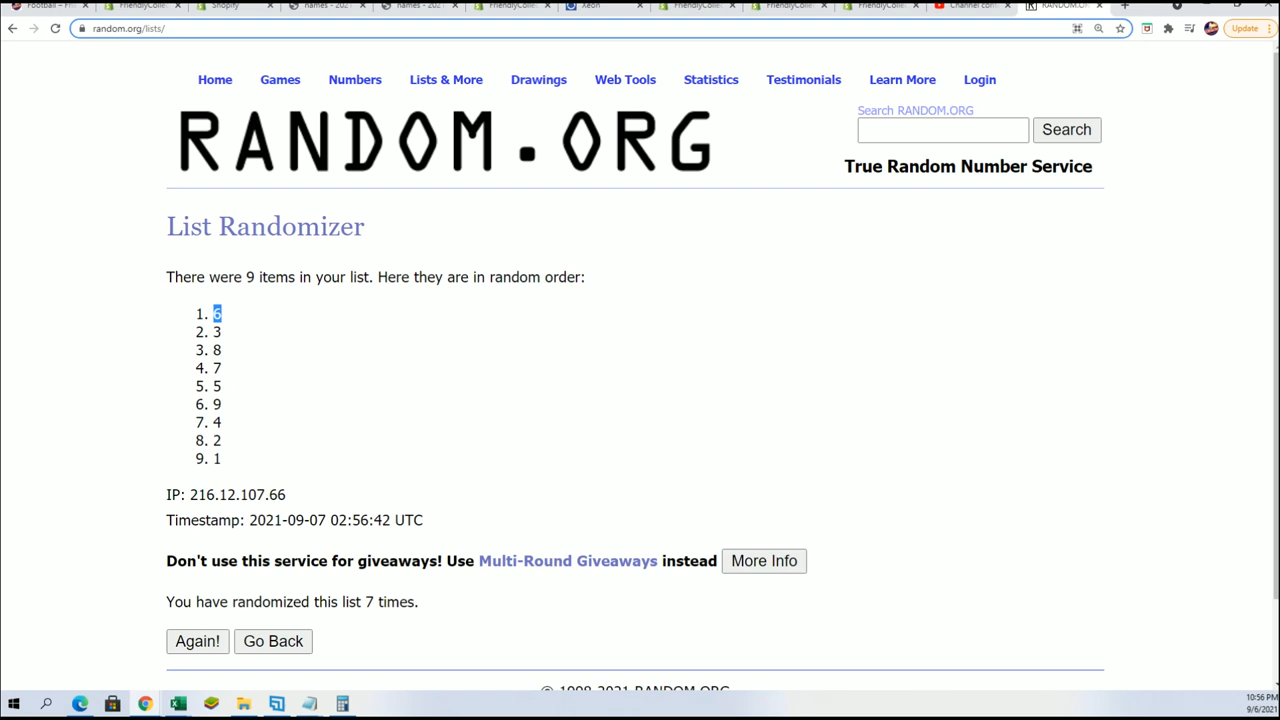 Football – Fri
FriendlyColle
Shopify
names - 202
names - 202
FriendlyColle
Xeon
FriendlyColle
FriendlyColle
FriendlyColle
Channel con
RANDOM.O
random.org/lists/
Update
Home Games Numbers Lists & More Drawings Web Tools Statistics Testimonials Learn More Login
RANDOM.ORG
Search RANDOM.ORG
Search
True Random Number Service
List Randomizer
There were 9 items in your list. Here they are in random order:
1. 6
2. 3
3. 8
4. 7
5. 5
6. 9
7. 4
8. 2
9. 1
IP: 216.12.107.66
Timestamp: 2021-09-07 02:56:42 UTC
Don't use this service for giveaways! Use Multi-Round Giveaways instead More Info
You have randomized this list 7 times.
Again! Go Back
© 1998-2021 RANDOM.ORG
10:56 PM
9/6/2021